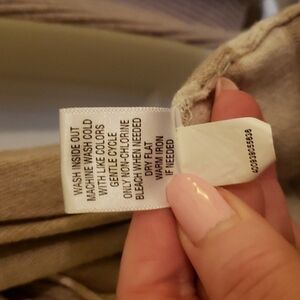 WASH INSIDE OUT
MACHINE WASH COLD
WITH LIKE COLORS
GENTLE CYCLE
ONLY NON-CHLORINE
BLEACH WHEN NEEDED
DRY FLAT
WARM IRON
IF NEEDED